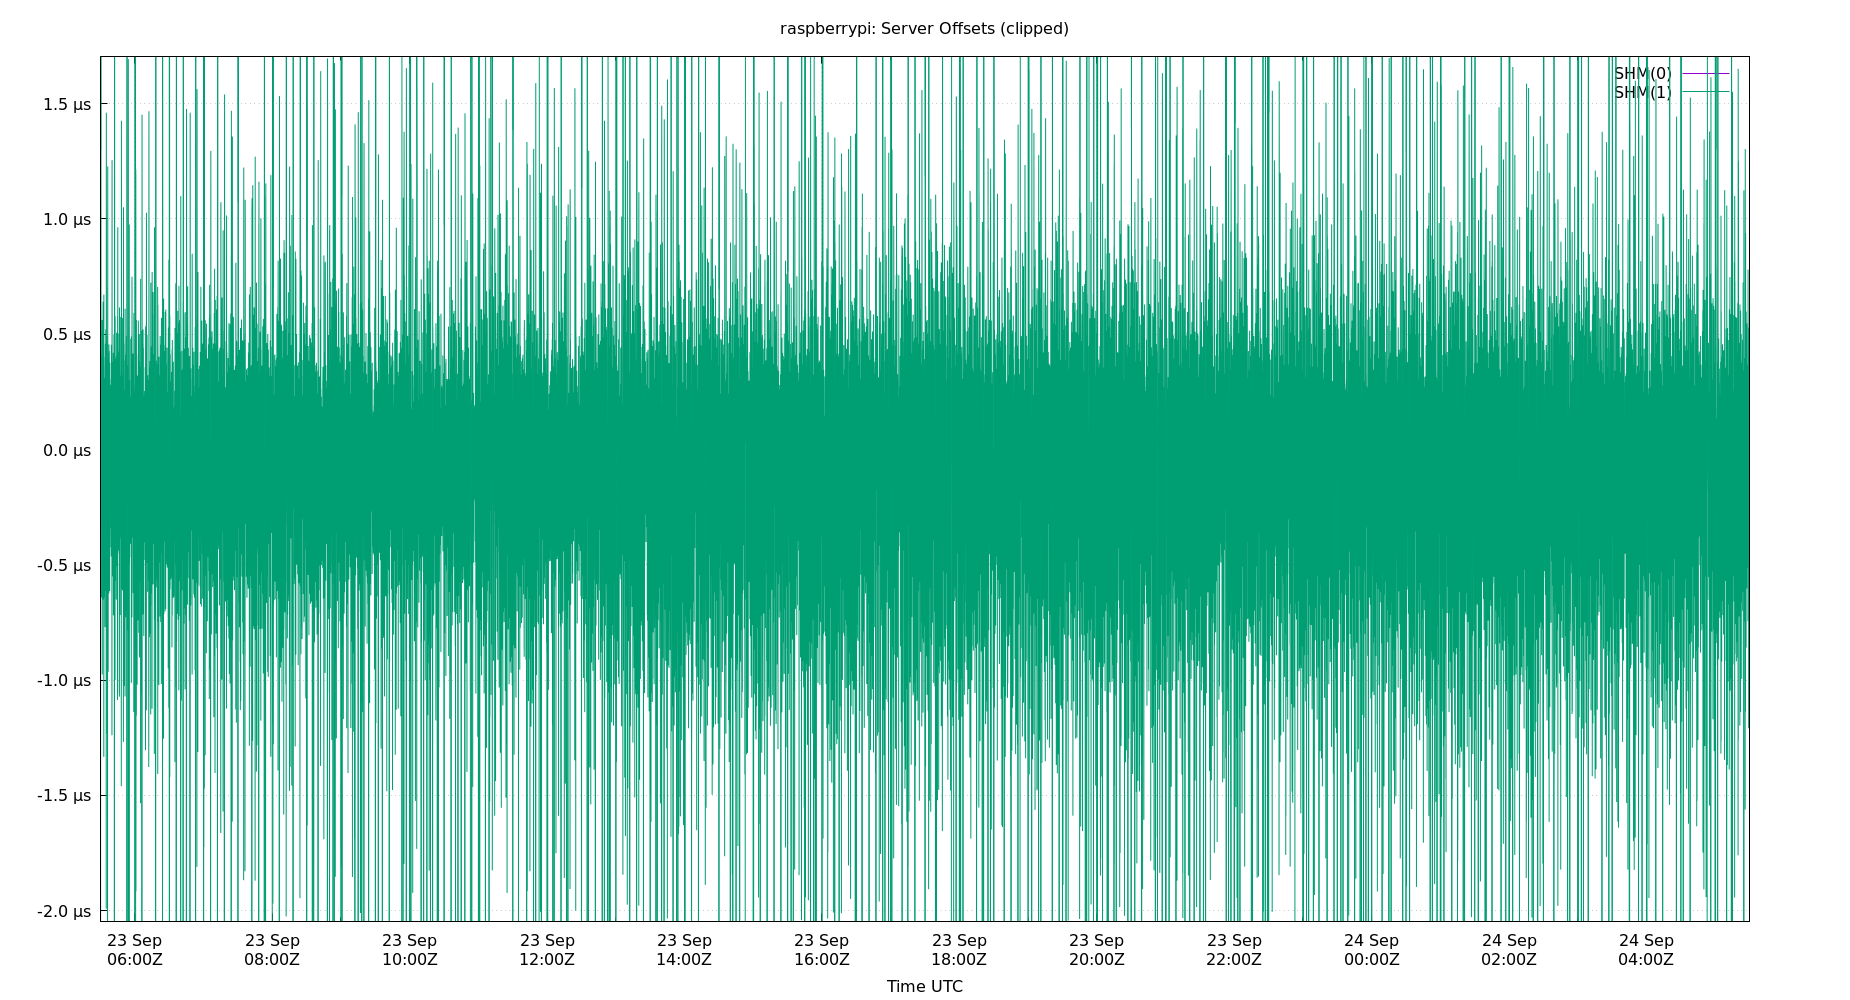 raspberrypi: Server Offsets (clipped)
SHM(0)
SHM(1)
1.5 µs
1.0 µs
0.5 µs
0.0 µs
-0.5 µs
-1.0 µs
-1.5 µs
-2.0 µs
23 Sep 23 Sep 23 Sep 23 Sep 23 Sep 23 Sep 23 Sep 23 Sep 23 Sep 24 Sep 24 Sep 24 Sep
06:00Z 08:00Z 10:00Z 12:00Z 14:00Z 16:00Z 18:00Z 20:00Z 22:00Z 00:00Z 02:00Z 04:00Z
Time UTC